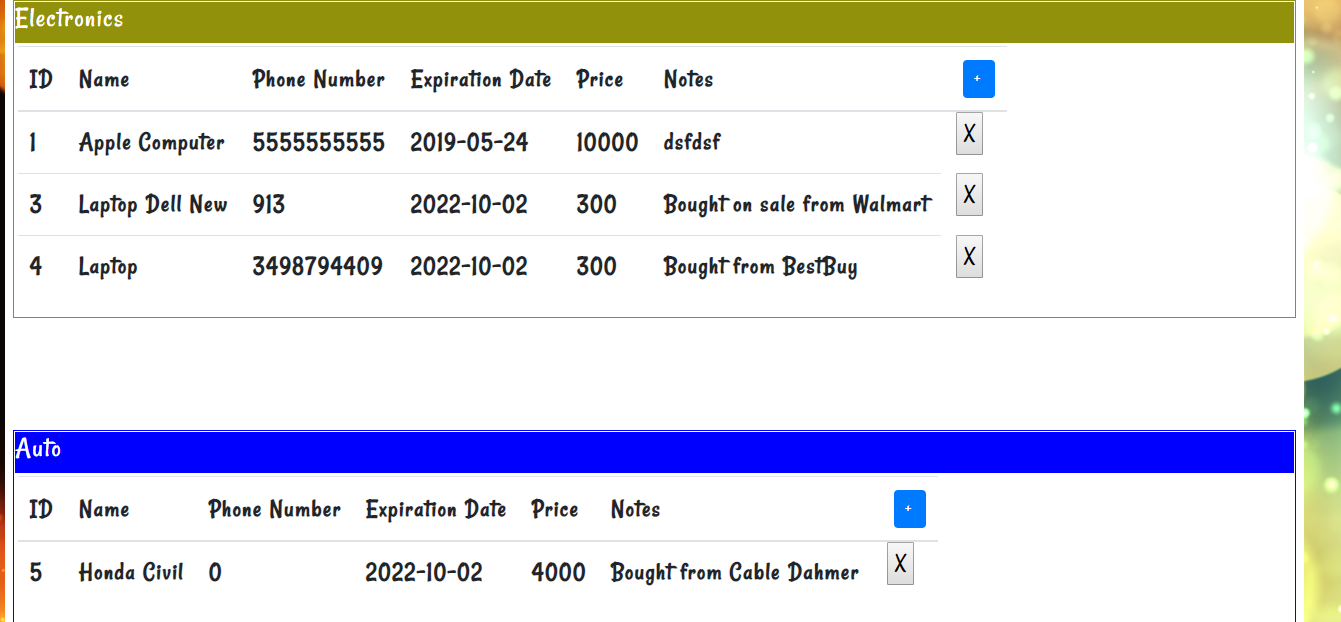 Electronics
ID Name Phone Number Expiration Date Price Notes +
1 Apple Computer 5555555555 2019-05-24 10000 dsfdsf X
3 Laptop Dell New 913 2022-10-02 300 Bought on sale from Walmart X
4 Laptop 3498794409 2022-10-02 300 Bought from BestBuy X
Auto
ID Name Phone Number Expiration Date Price Notes +
5 Honda Civil 0 2022-10-02 4000 Bought from Cable Dahmer X